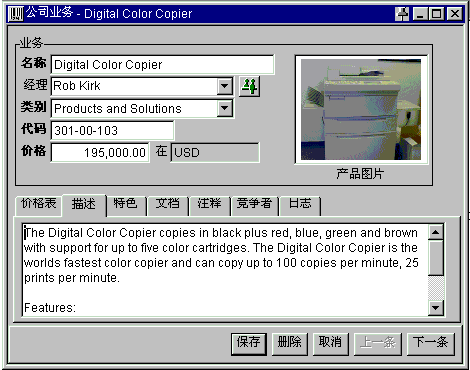 公司业务 - Digital Color Copier
业务
名称 Digital Color Copier
经理 Rob Kirk
类别 Products and Solutions
代码 301-00-103
价格 195,000.00 在 USD
产品图片
价格表 描述 特色 文档 注释 竞争者 日志
The Digital Color Copier copies in black plus red, blue, green and brown
with support for up to five color cartridges. The Digital Color Copier is the
worlds fastest color copier and can copy up to 100 copies per minute, 25
prints per minute.
Features:
保存 删除 取消 上一条 下一条